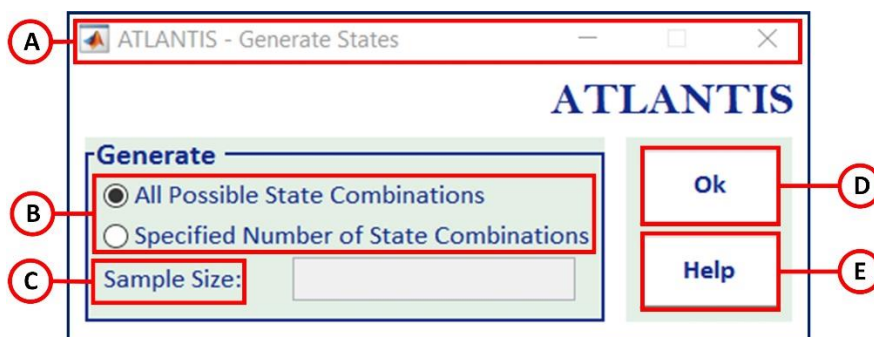 A
ATLANTIS - Generate States
ATLANTIS
Generate
All Possible State Combinations
Specified Number of State Combinations
B
Sample Size:
C
Ok
D
Help
E